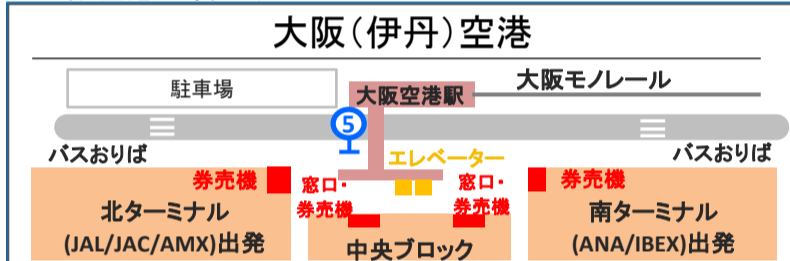 大阪(伊丹)空港
駐車場
大阪空港駅
大阪モノレール
5
バスおりば
エレベーター
バスおりば
券売機
窓口・
券売機
窓口・
券売機
券売機
北ターミナル
(JAL/JAC/AMX)出発
中央ブロック
南ターミナル
(ANA/IBEX)出発